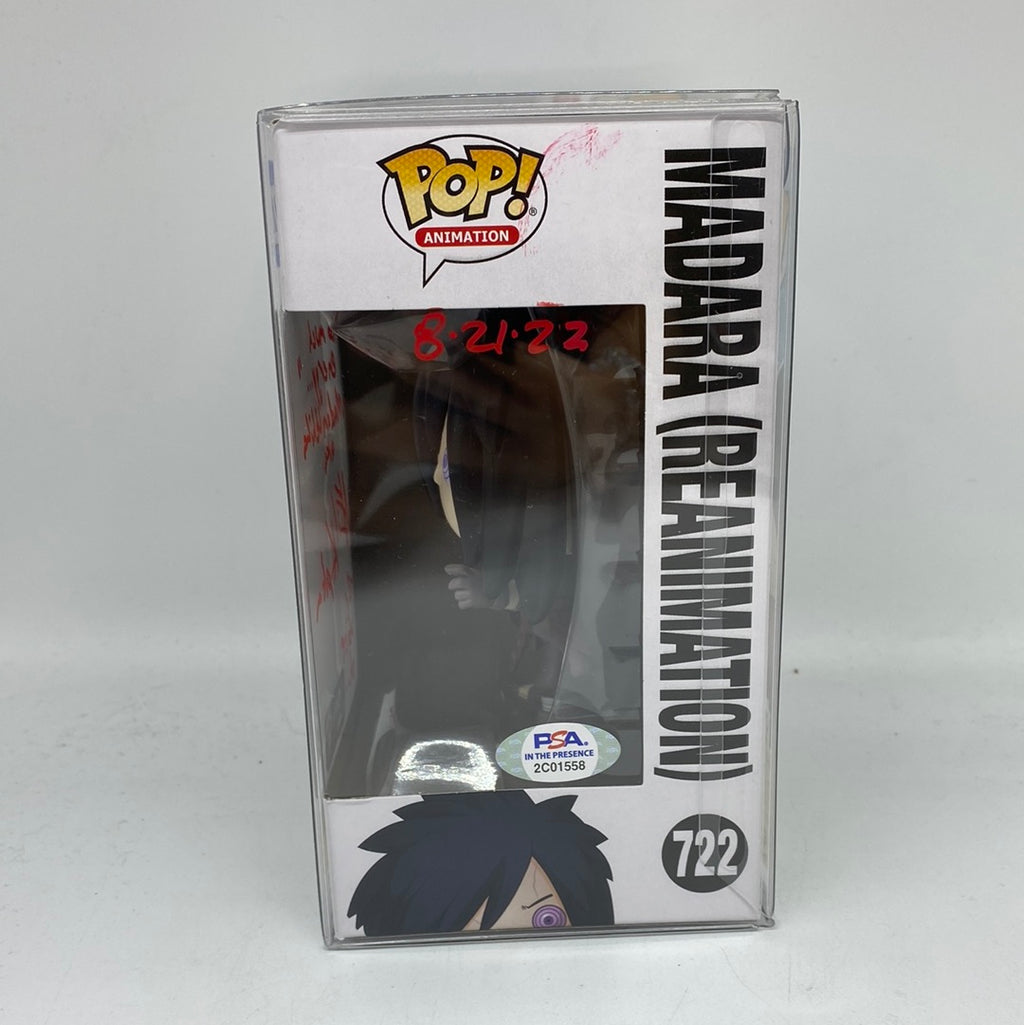 POP!®
ANIMATION
MADARA (REANIMATION)
8·21·22
PSA.
IN THE PRESENCE
2C01558
722